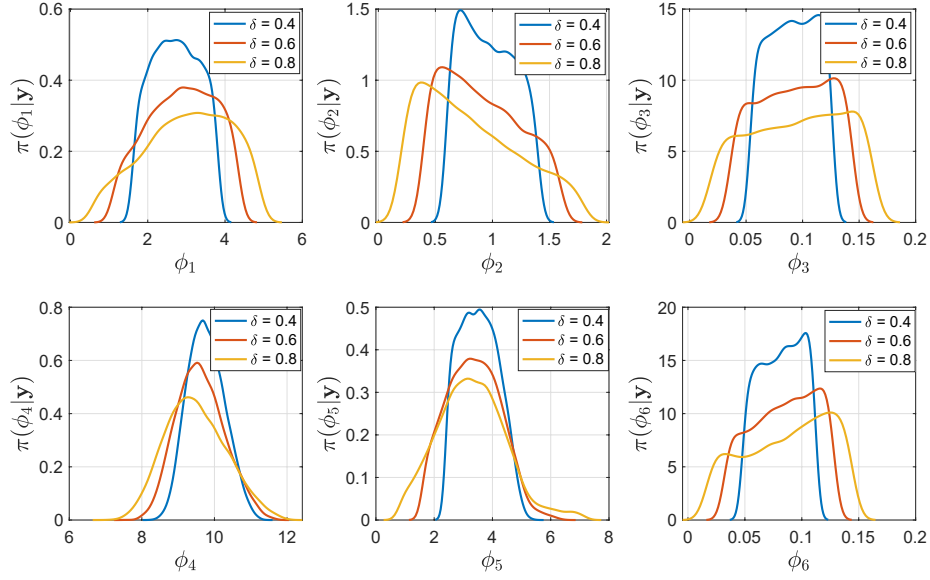 0.6
0.4
0.2
0
0 2 4 6
π(ϕ₁|y)
ϕ₁
δ = 0.4
δ = 0.6
δ = 0.8
1.5
1
0.5
0
0 0.5 1 1.5 2
π(ϕ₂|y)
ϕ₂
δ = 0.4
δ = 0.6
δ = 0.8
15
10
5
0
0 0.05 0.1 0.15 0.2
π(ϕ₃|y)
ϕ₃
δ = 0.4
δ = 0.6
δ = 0.8
0.8
0.6
0.4
0.2
0
6 8 10 12
π(ϕ₄|y)
ϕ₄
δ = 0.4
δ = 0.6
δ = 0.8
0.5
0.4
0.3
0.2
0.1
0
0 2 4 6 8
π(ϕ₅|y)
ϕ₅
δ = 0.4
δ = 0.6
δ = 0.8
20
15
10
5
0
0 0.05 0.1 0.15 0.2
π(ϕ₆|y)
ϕ₆
δ = 0.4
δ = 0.6
δ = 0.8